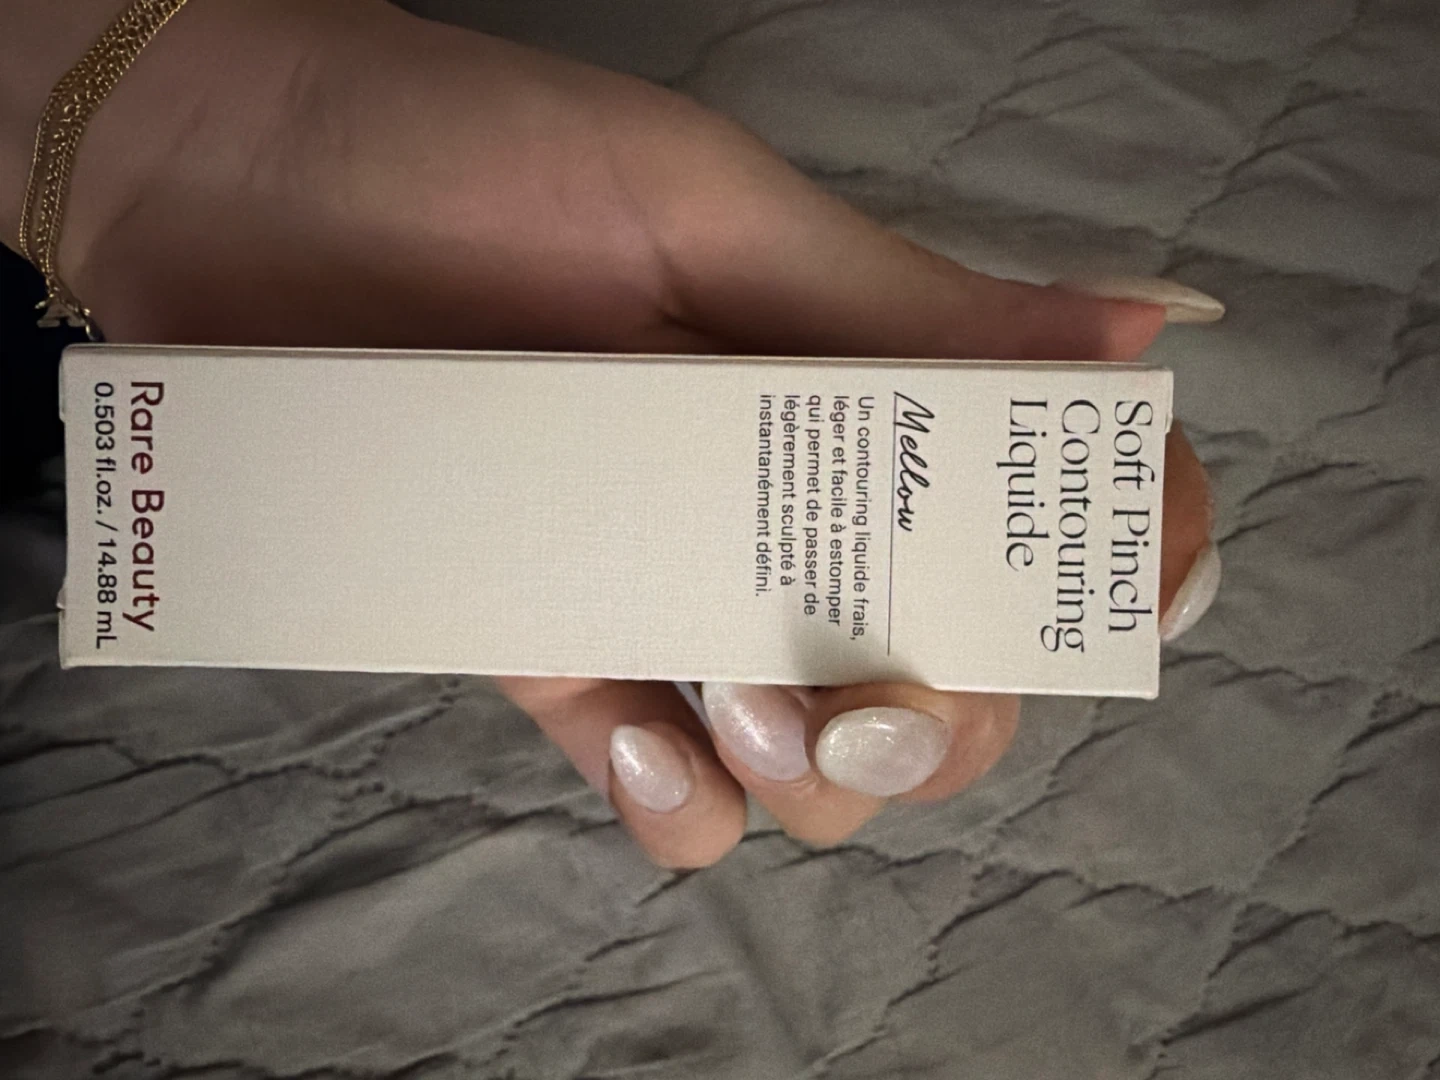 Soft Pinch
Contouring
Liquide
Mellow
Un contouring liquide frais,
léger et facile à estomper
qui permet de passer de
légèrement sculpté à
instantanément défini.
Rare Beauty
0.503 fl.oz. / 14.88 mL